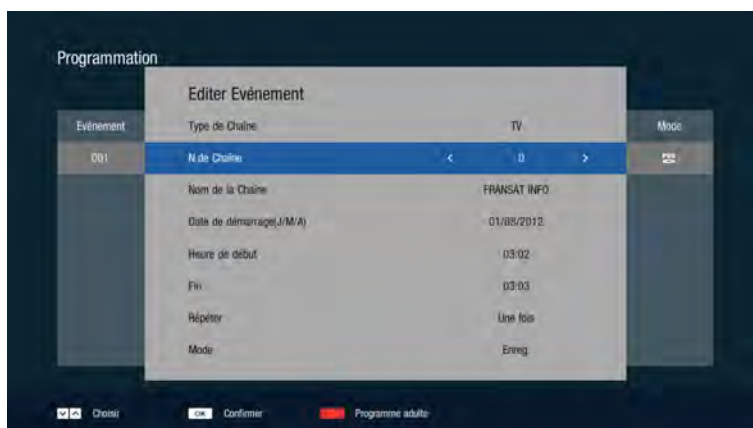 Programmation
Editer Evénement
Evénement
Type de Chaîne TV
Mode
001
N.de Chaîne < 0 >
Nom de la Chaîne FRANSAT INFO
Date de démarrage(J/M/A) 01/08/2012
Heure de début 03:02
Fin 03:03
Répéter Une fois
Mode Enreg.
Choisir OK Confirmer Programme adulte